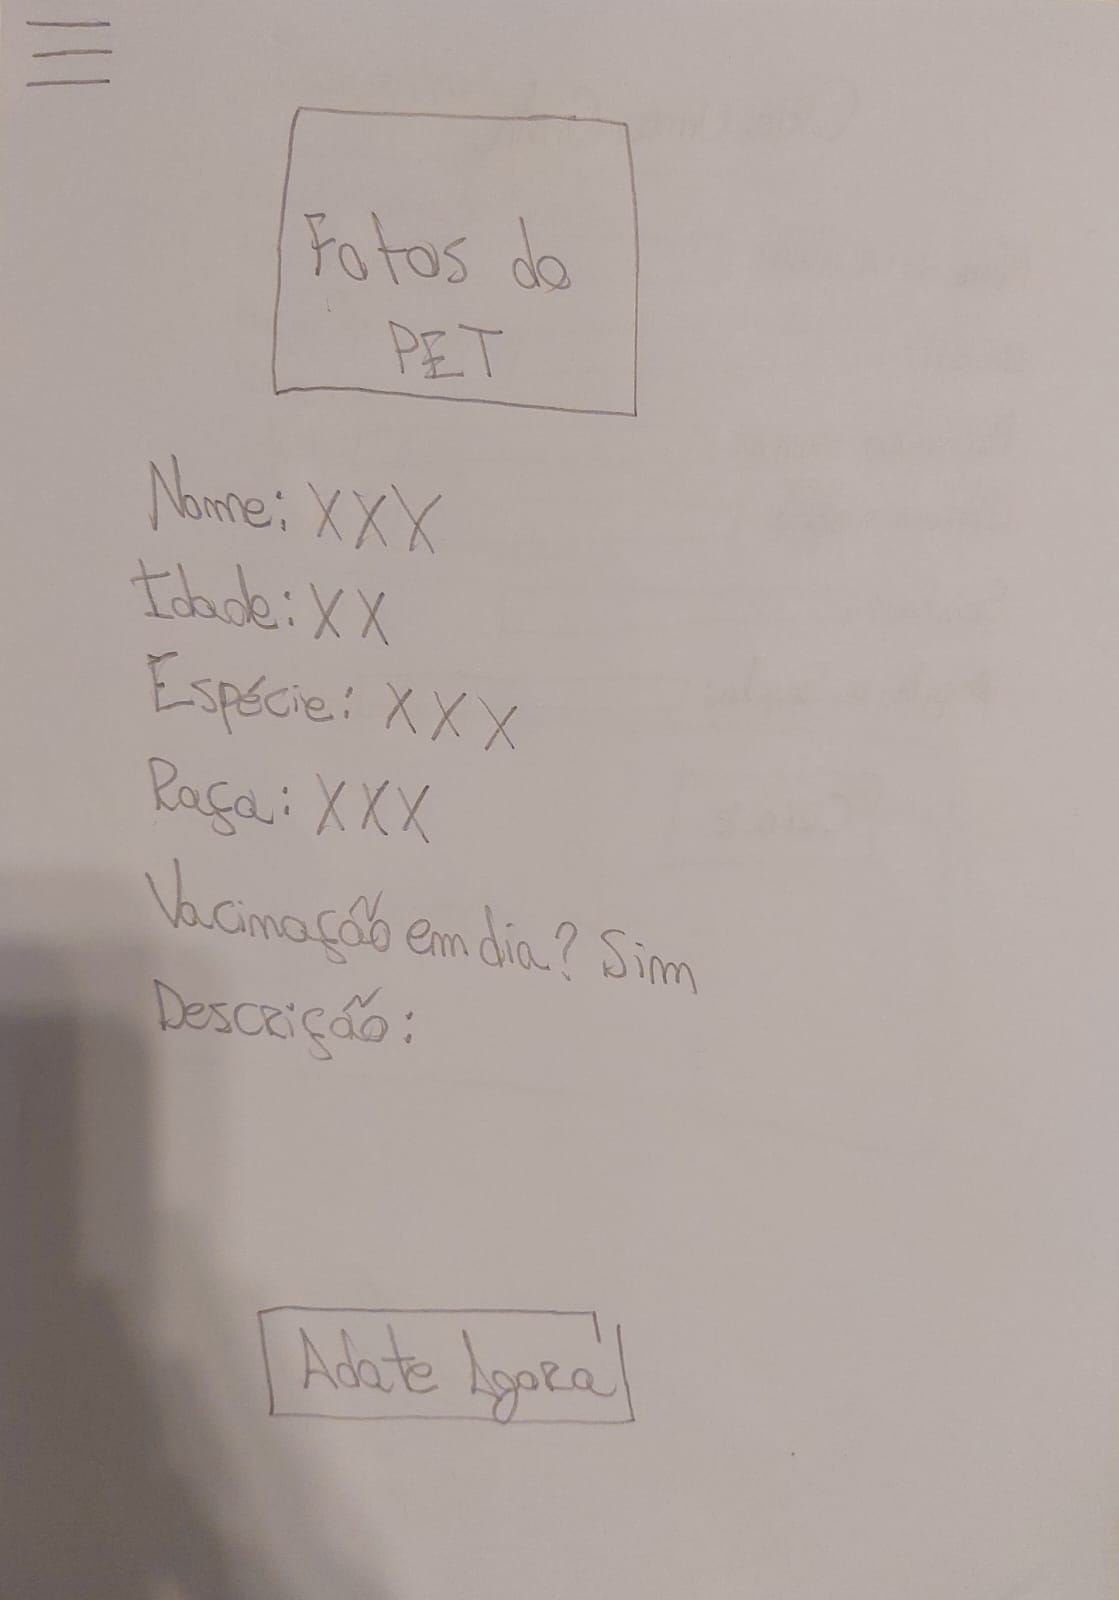 Fotos do
PET
Nome: XXX
Idade: XX
Espécie: XXX
Raça: XXX
Vacinação em dia? Sim
Descrição:
Adote Agora